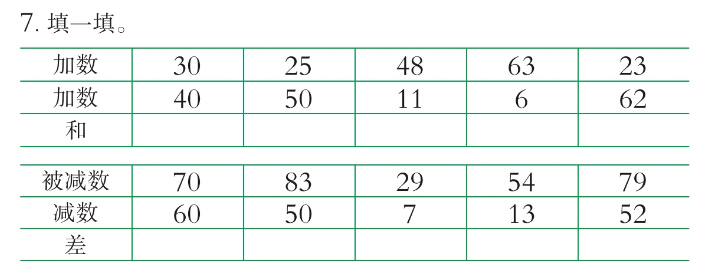 7. 填一填。
加数 30 25 48 63 23
加数 40 50 11 6 62
和
被减数 70 83 29 54 79
减数 60 50 7 13 52
差